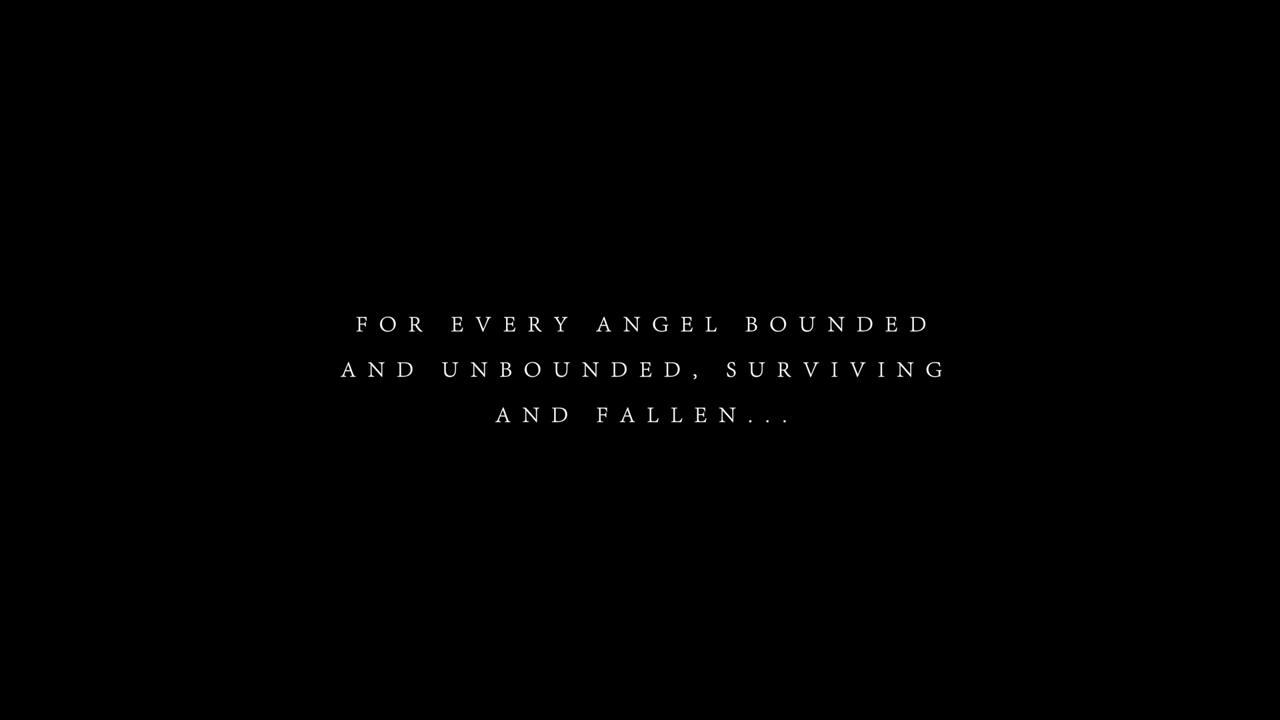 FOR EVERY ANGEL BOUNDED
AND UNBOUNDED, SURVIVING
AND FALLEN...